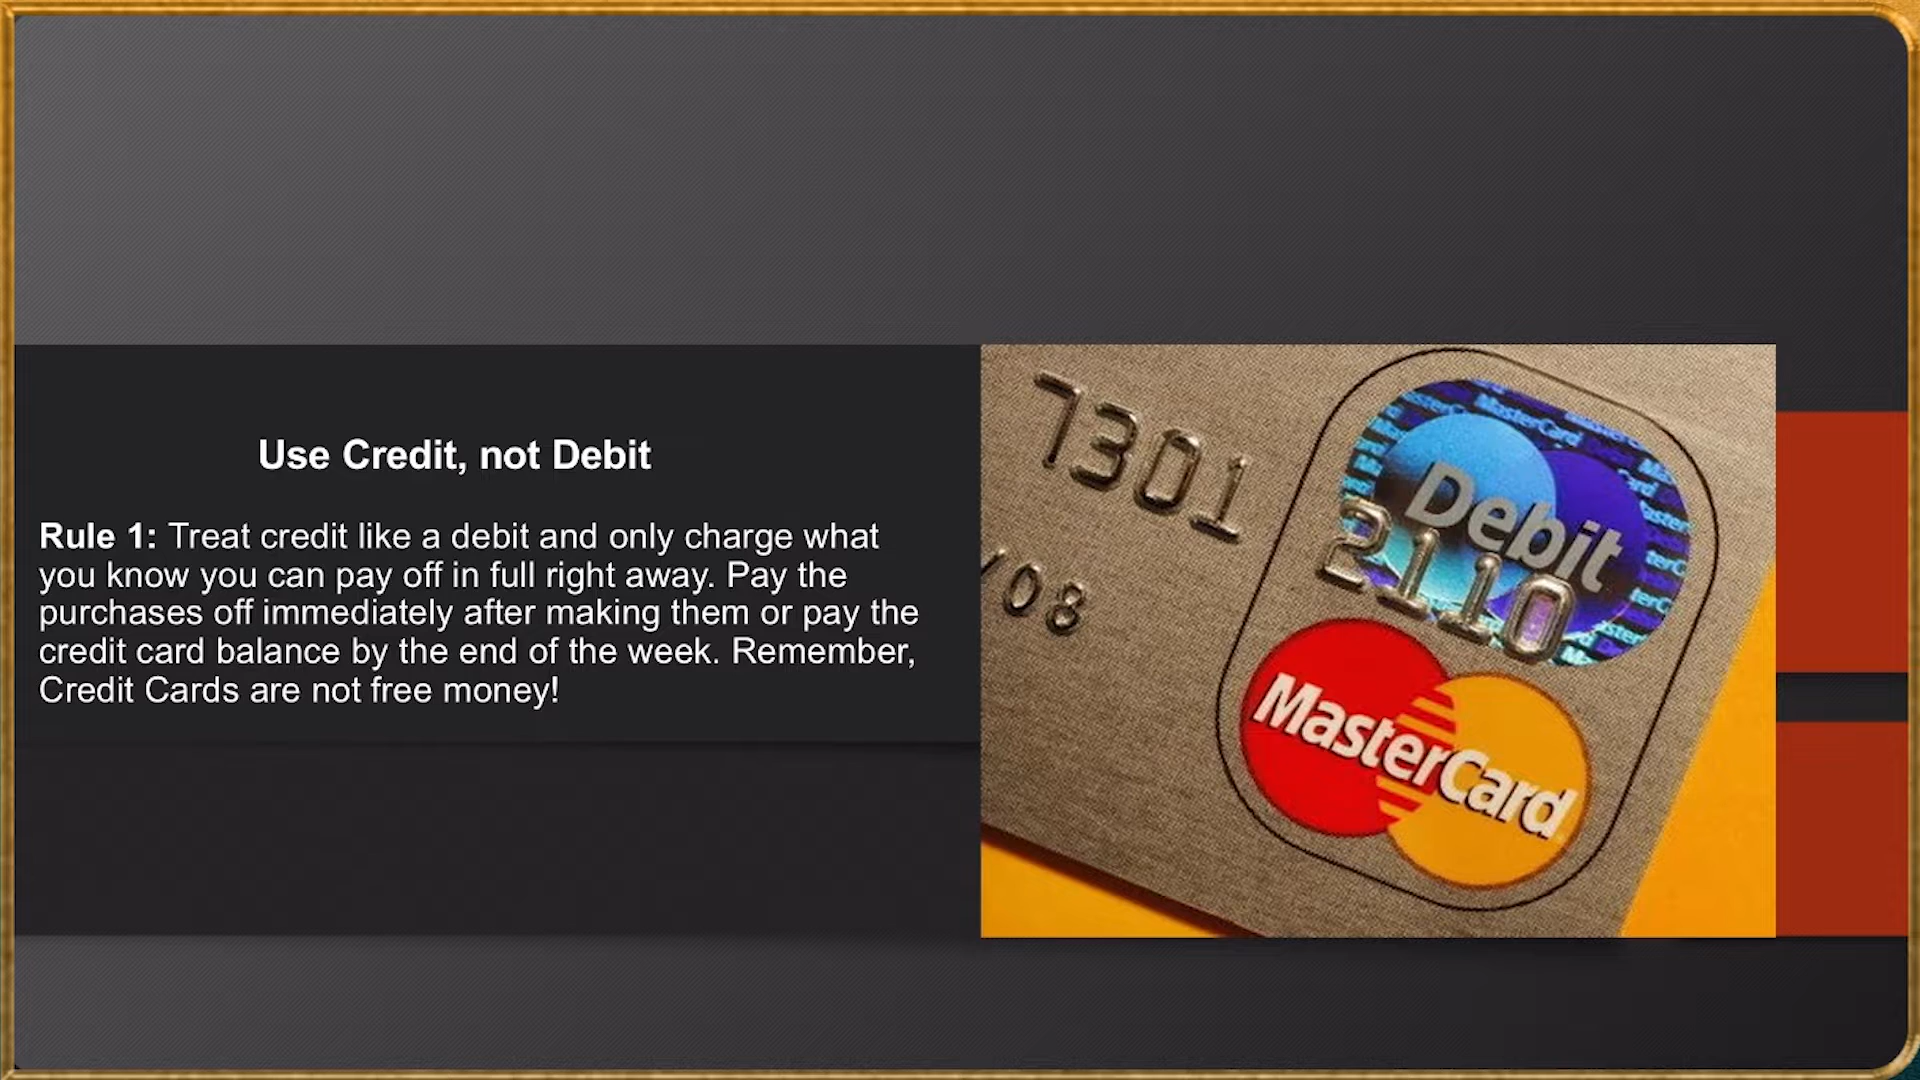 Use Credit, not Debit
Rule 1: Treat credit like a debit and only charge what
you know you can pay off in full right away. Pay the
purchases off immediately after making them or pay the
credit card balance by the end of the week. Remember,
Credit Cards are not free money!
7301
2110
/08
Debit
MasterCard